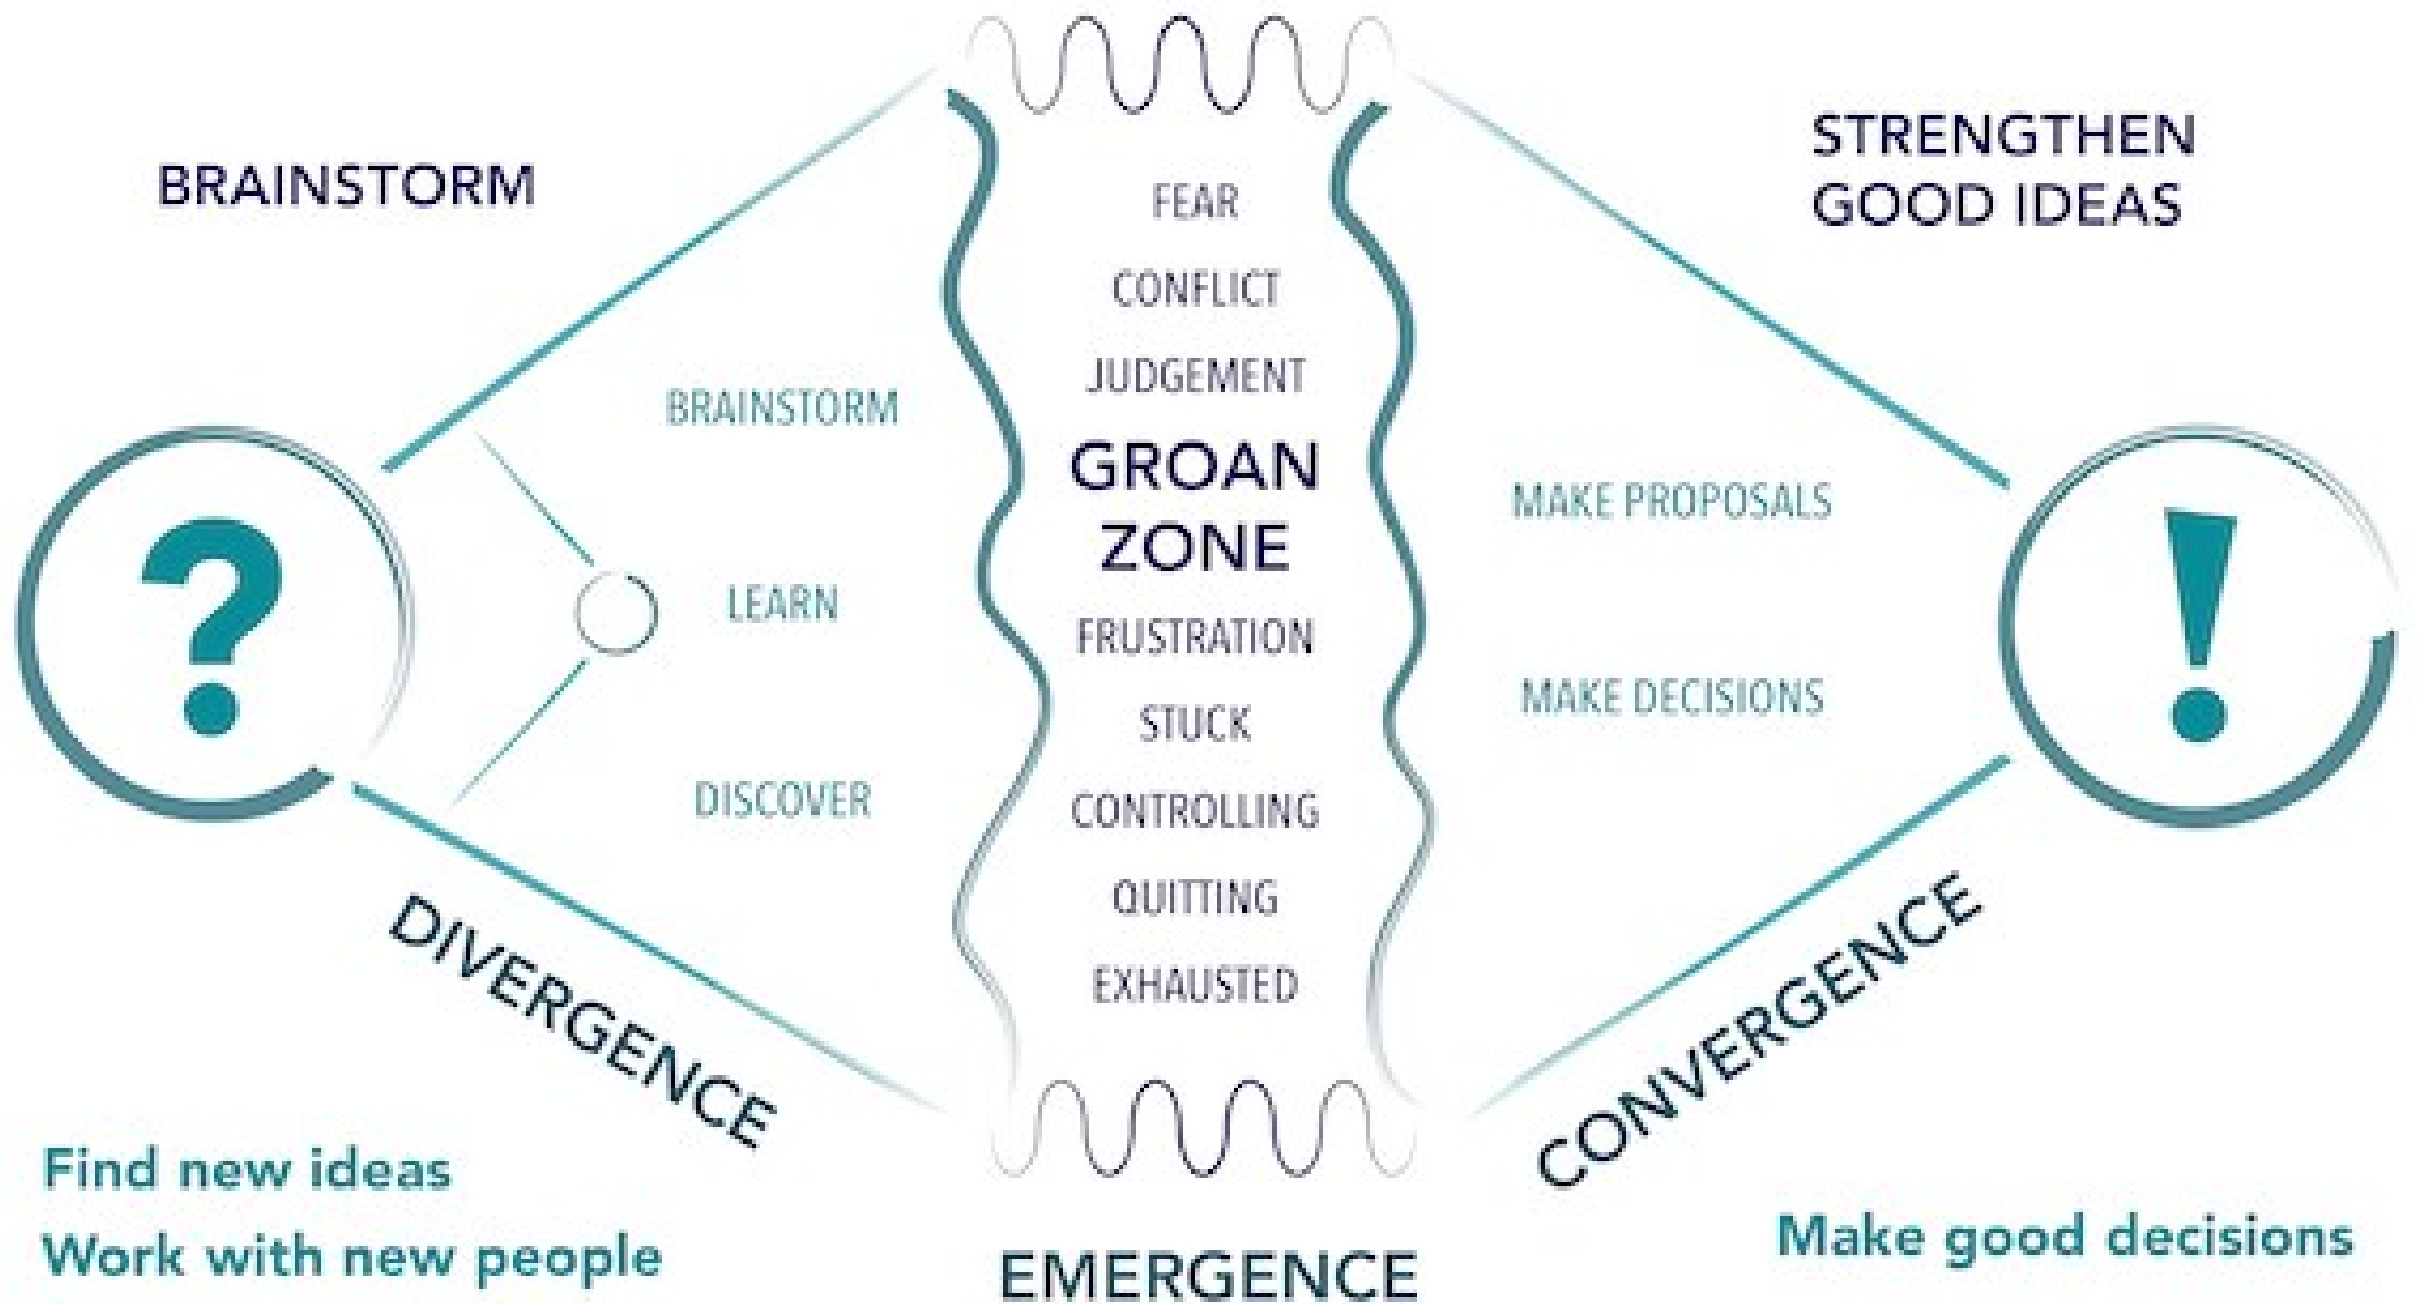 BRAINSTORM
?
BRAINSTORM
LEARN
DISCOVER
DIVERGENCE
Find new ideas
Work with new people
FEAR
CONFLICT
JUDGEMENT
GROAN
ZONE
FRUSTRATION
STUCK
CONTROLLING
QUITTING
EXHAUSTED
EMERGENCE
STRENGTHEN
GOOD IDEAS
MAKE PROPOSALS
MAKE DECISIONS
!
CONVERGENCE
Make good decisions